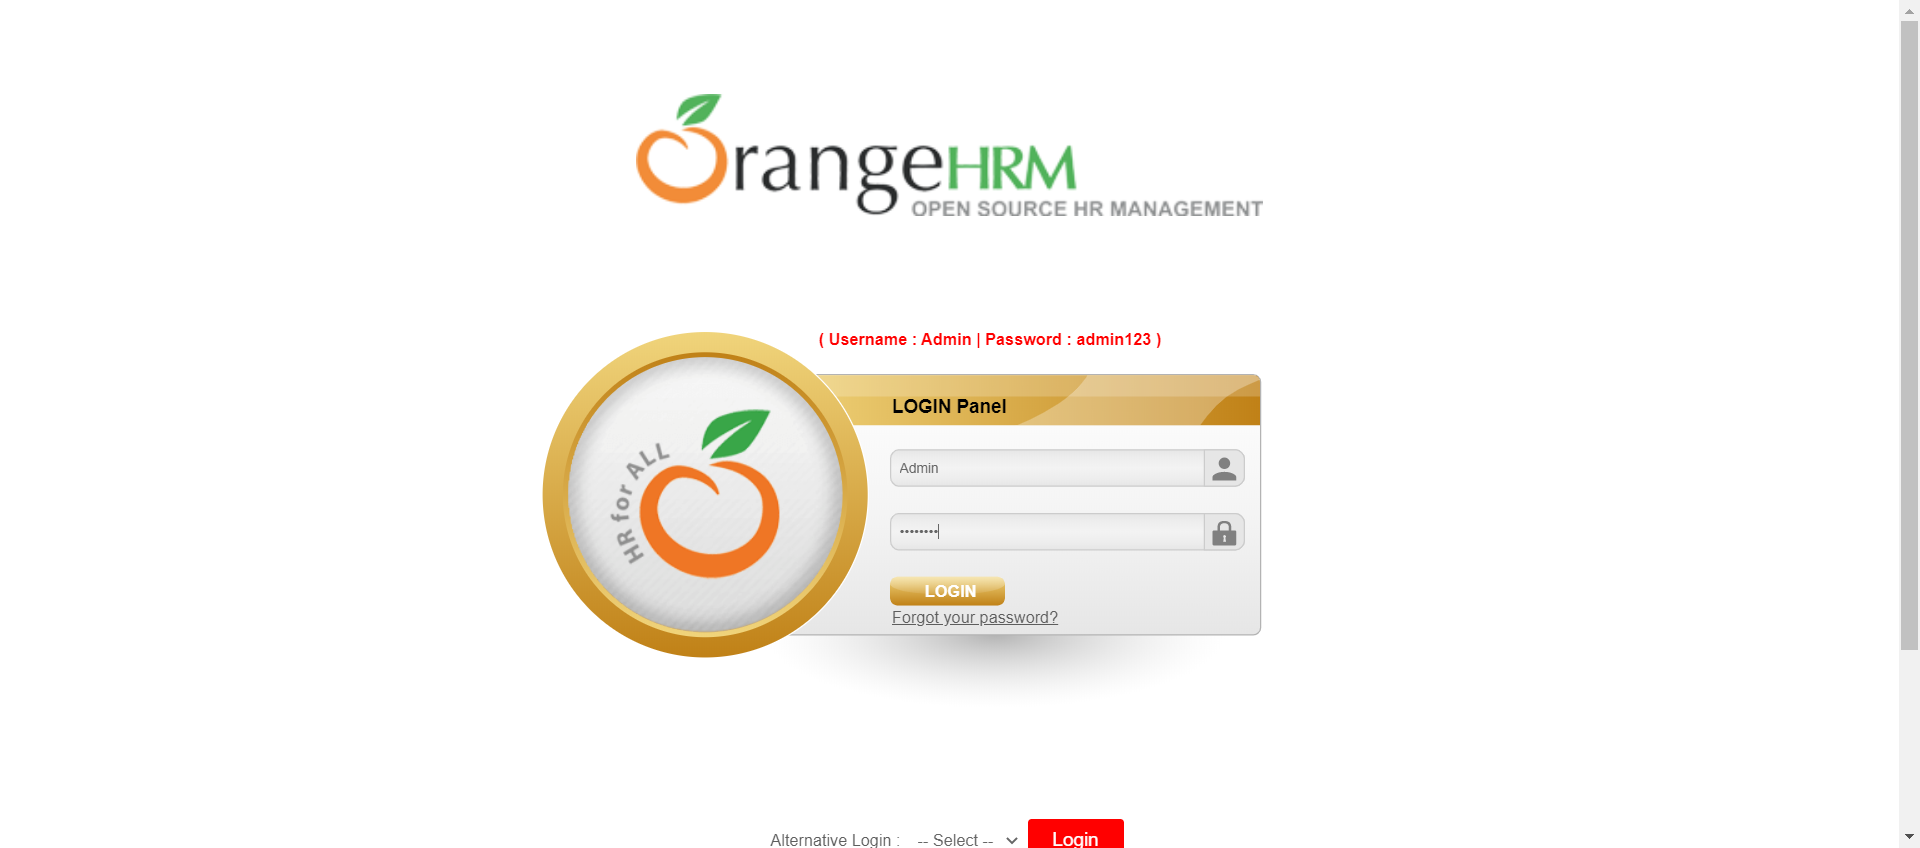 OrangeHRM
OPEN SOURCE HR MANAGEMENT
( Username : Admin | Password : admin123 )
LOGIN Panel
HR for ALL
Admin
••••••••
LOGIN
Forgot your password?
Alternative Login : -- Select -- Login